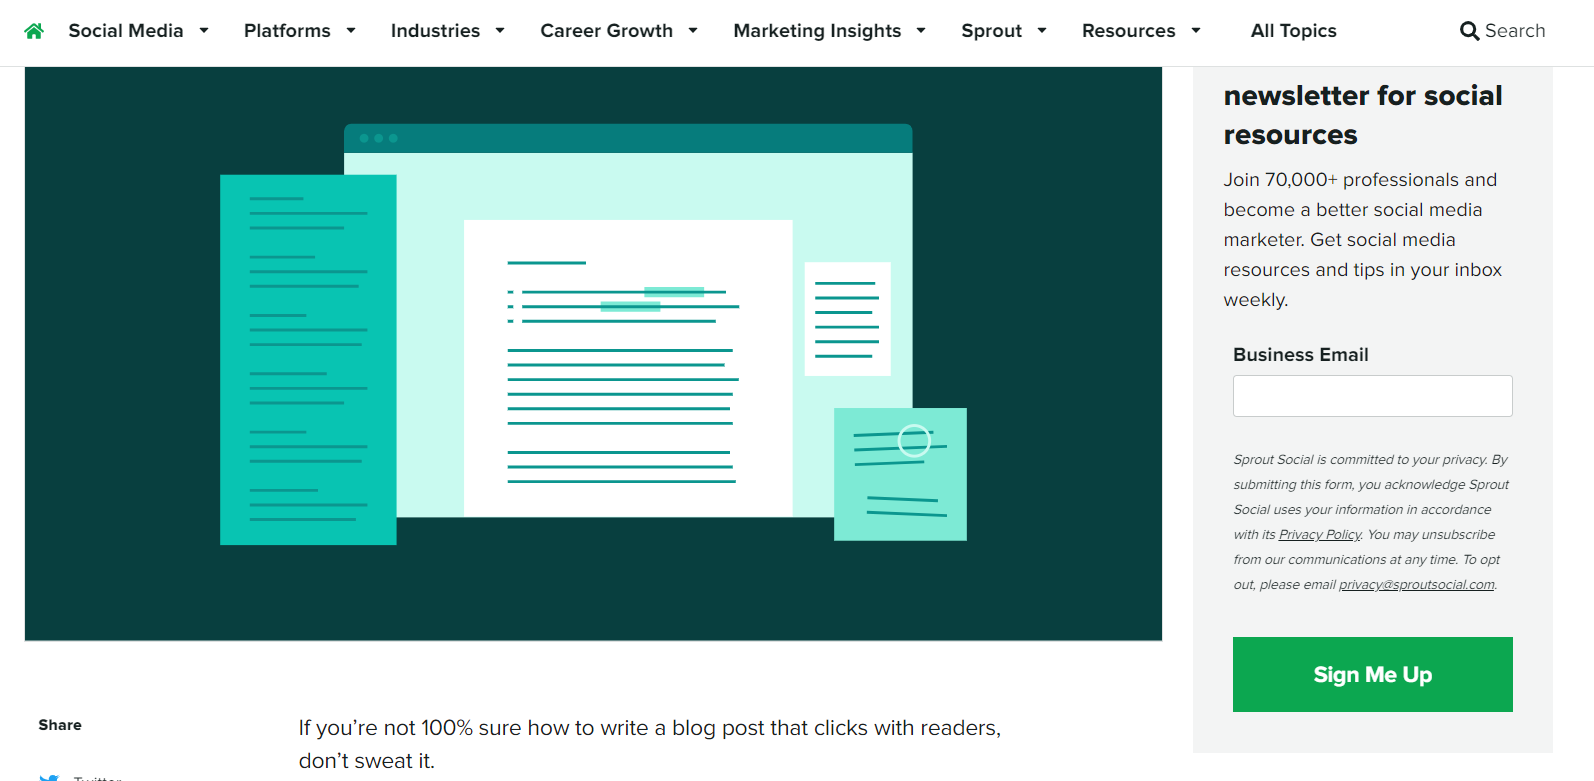 Social Media
Platforms
Industries
Career Growth
Marketing Insights
Sprout
Resources
All Topics
Search
newsletter for social
resources
Join 70,000+ professionals and
become a better social media
marketer. Get social media
resources and tips in your inbox
weekly.
Business Email
Sprout Social is committed to your privacy. By
submitting this form, you acknowledge Sprout
Social uses your information in accordance
with its Privacy Policy. You may unsubscribe
from our communications at any time. To opt
out, please email privacy@sproutsocial.com.
Sign Me Up
Share
Twitter
If you’re not 100% sure how to write a blog post that clicks with readers,
don’t sweat it.